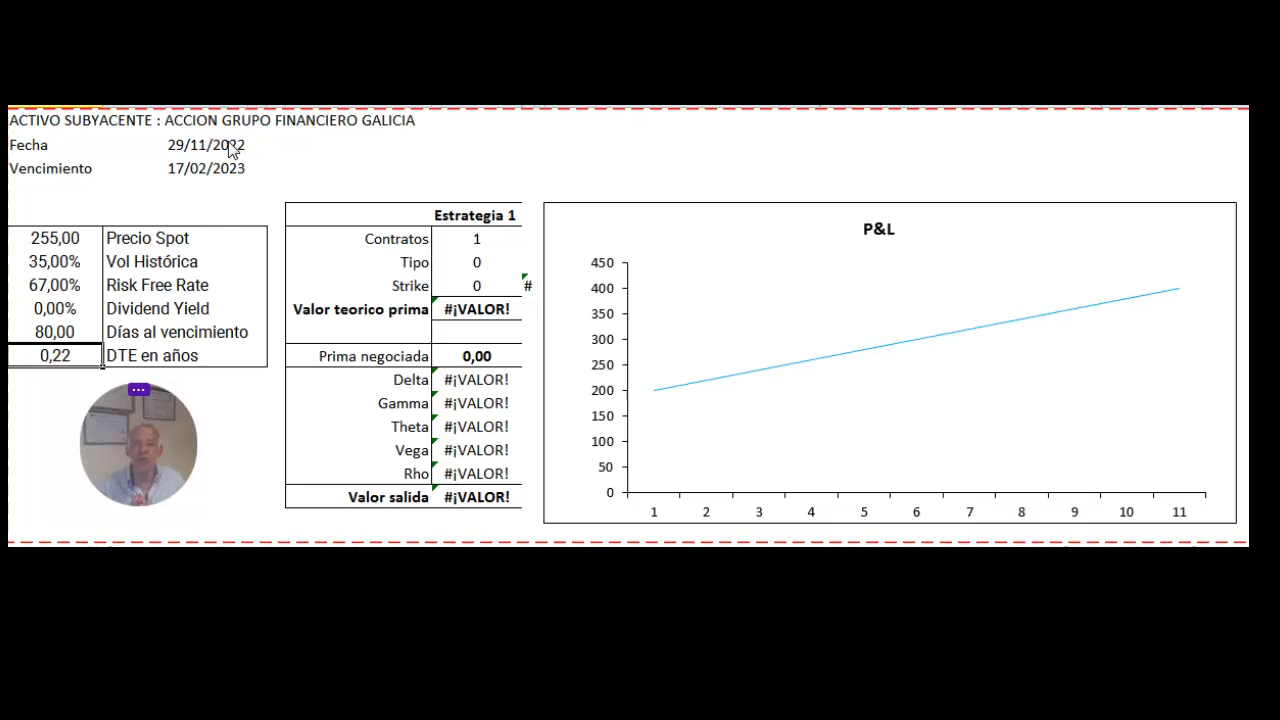 ACTIVO SUBYACENTE : ACCION GRUPO FINANCIERO GALICIA
Fecha 29/11/2022
Vencimiento 17/02/2023
255,00 Precio Spot
35,00% Vol Histórica
67,00% Risk Free Rate
0,00% Dividend Yield
80,00 Días al vencimiento
0,22 DTE en años
Estrategia 1
Contratos 1
Tipo 0
Strike 0 #
Valor teorico prima #¡VALOR!
Prima negociada 0,00
Delta #¡VALOR!
Gamma #¡VALOR!
Theta #¡VALOR!
Vega #¡VALOR!
Rho #¡VALOR!
Valor salida #¡VALOR!
P&L
450
400
350
300
250
200
150
100
50
0
1 2 3 4 5 6 7 8 9 10 11